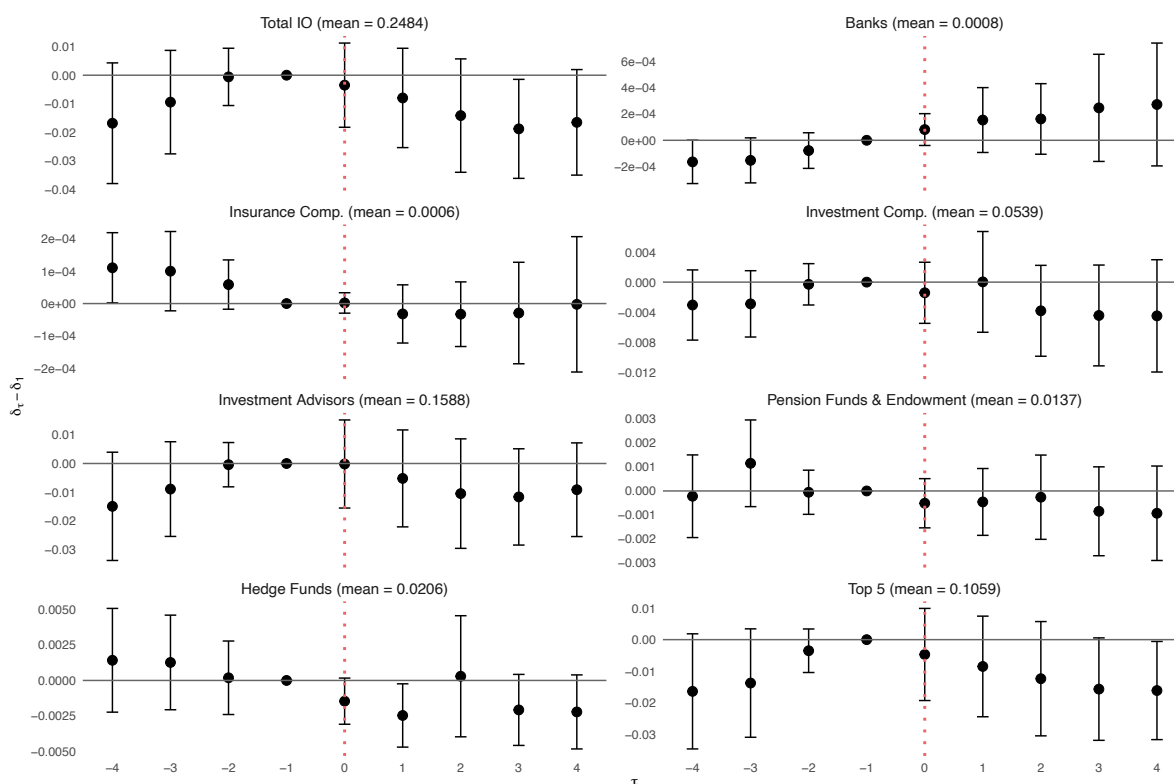 Total IO (mean = 0.2484)
0.01
0.00
−0.01
−0.02
−0.03
−0.04
Banks (mean = 0.0008)
6e−04
4e−04
2e−04
0e+00
−2e−04
Insurance Comp. (mean = 0.0006)
2e−04
1e−04
0e+00
−1e−04
−2e−04
Investment Comp. (mean = 0.0539)
0.004
0.000
−0.004
−0.008
−0.012
δτ − δ1
Investment Advisors (mean = 0.1588)
0.01
0.00
−0.01
−0.02
−0.03
Pension Funds & Endowment (mean = 0.0137)
0.003
0.002
0.001
0.000
−0.001
−0.002
−0.003
Hedge Funds (mean = 0.0206)
0.0050
0.0025
0.0000
−0.0025
−0.0050
Top 5 (mean = 0.1059)
0.01
0.00
−0.01
−0.02
−0.03
−4 −3 −2 −1 0 1 2 3 4
−4 −3 −2 −1 0 1 2 3 4